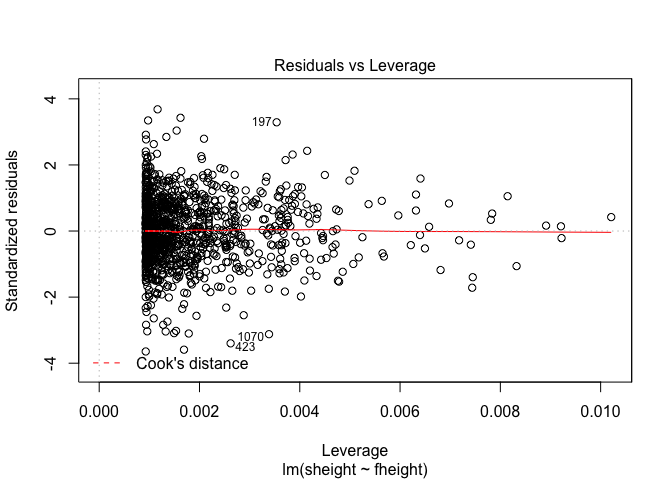 Residuals vs Leverage
Standardized residuals
4
2
0
-2
-4
197
1070
423
Cook's distance
0.000 0.002 0.004 0.006 0.008 0.010
Leverage
lm(sheight ~ fheight)